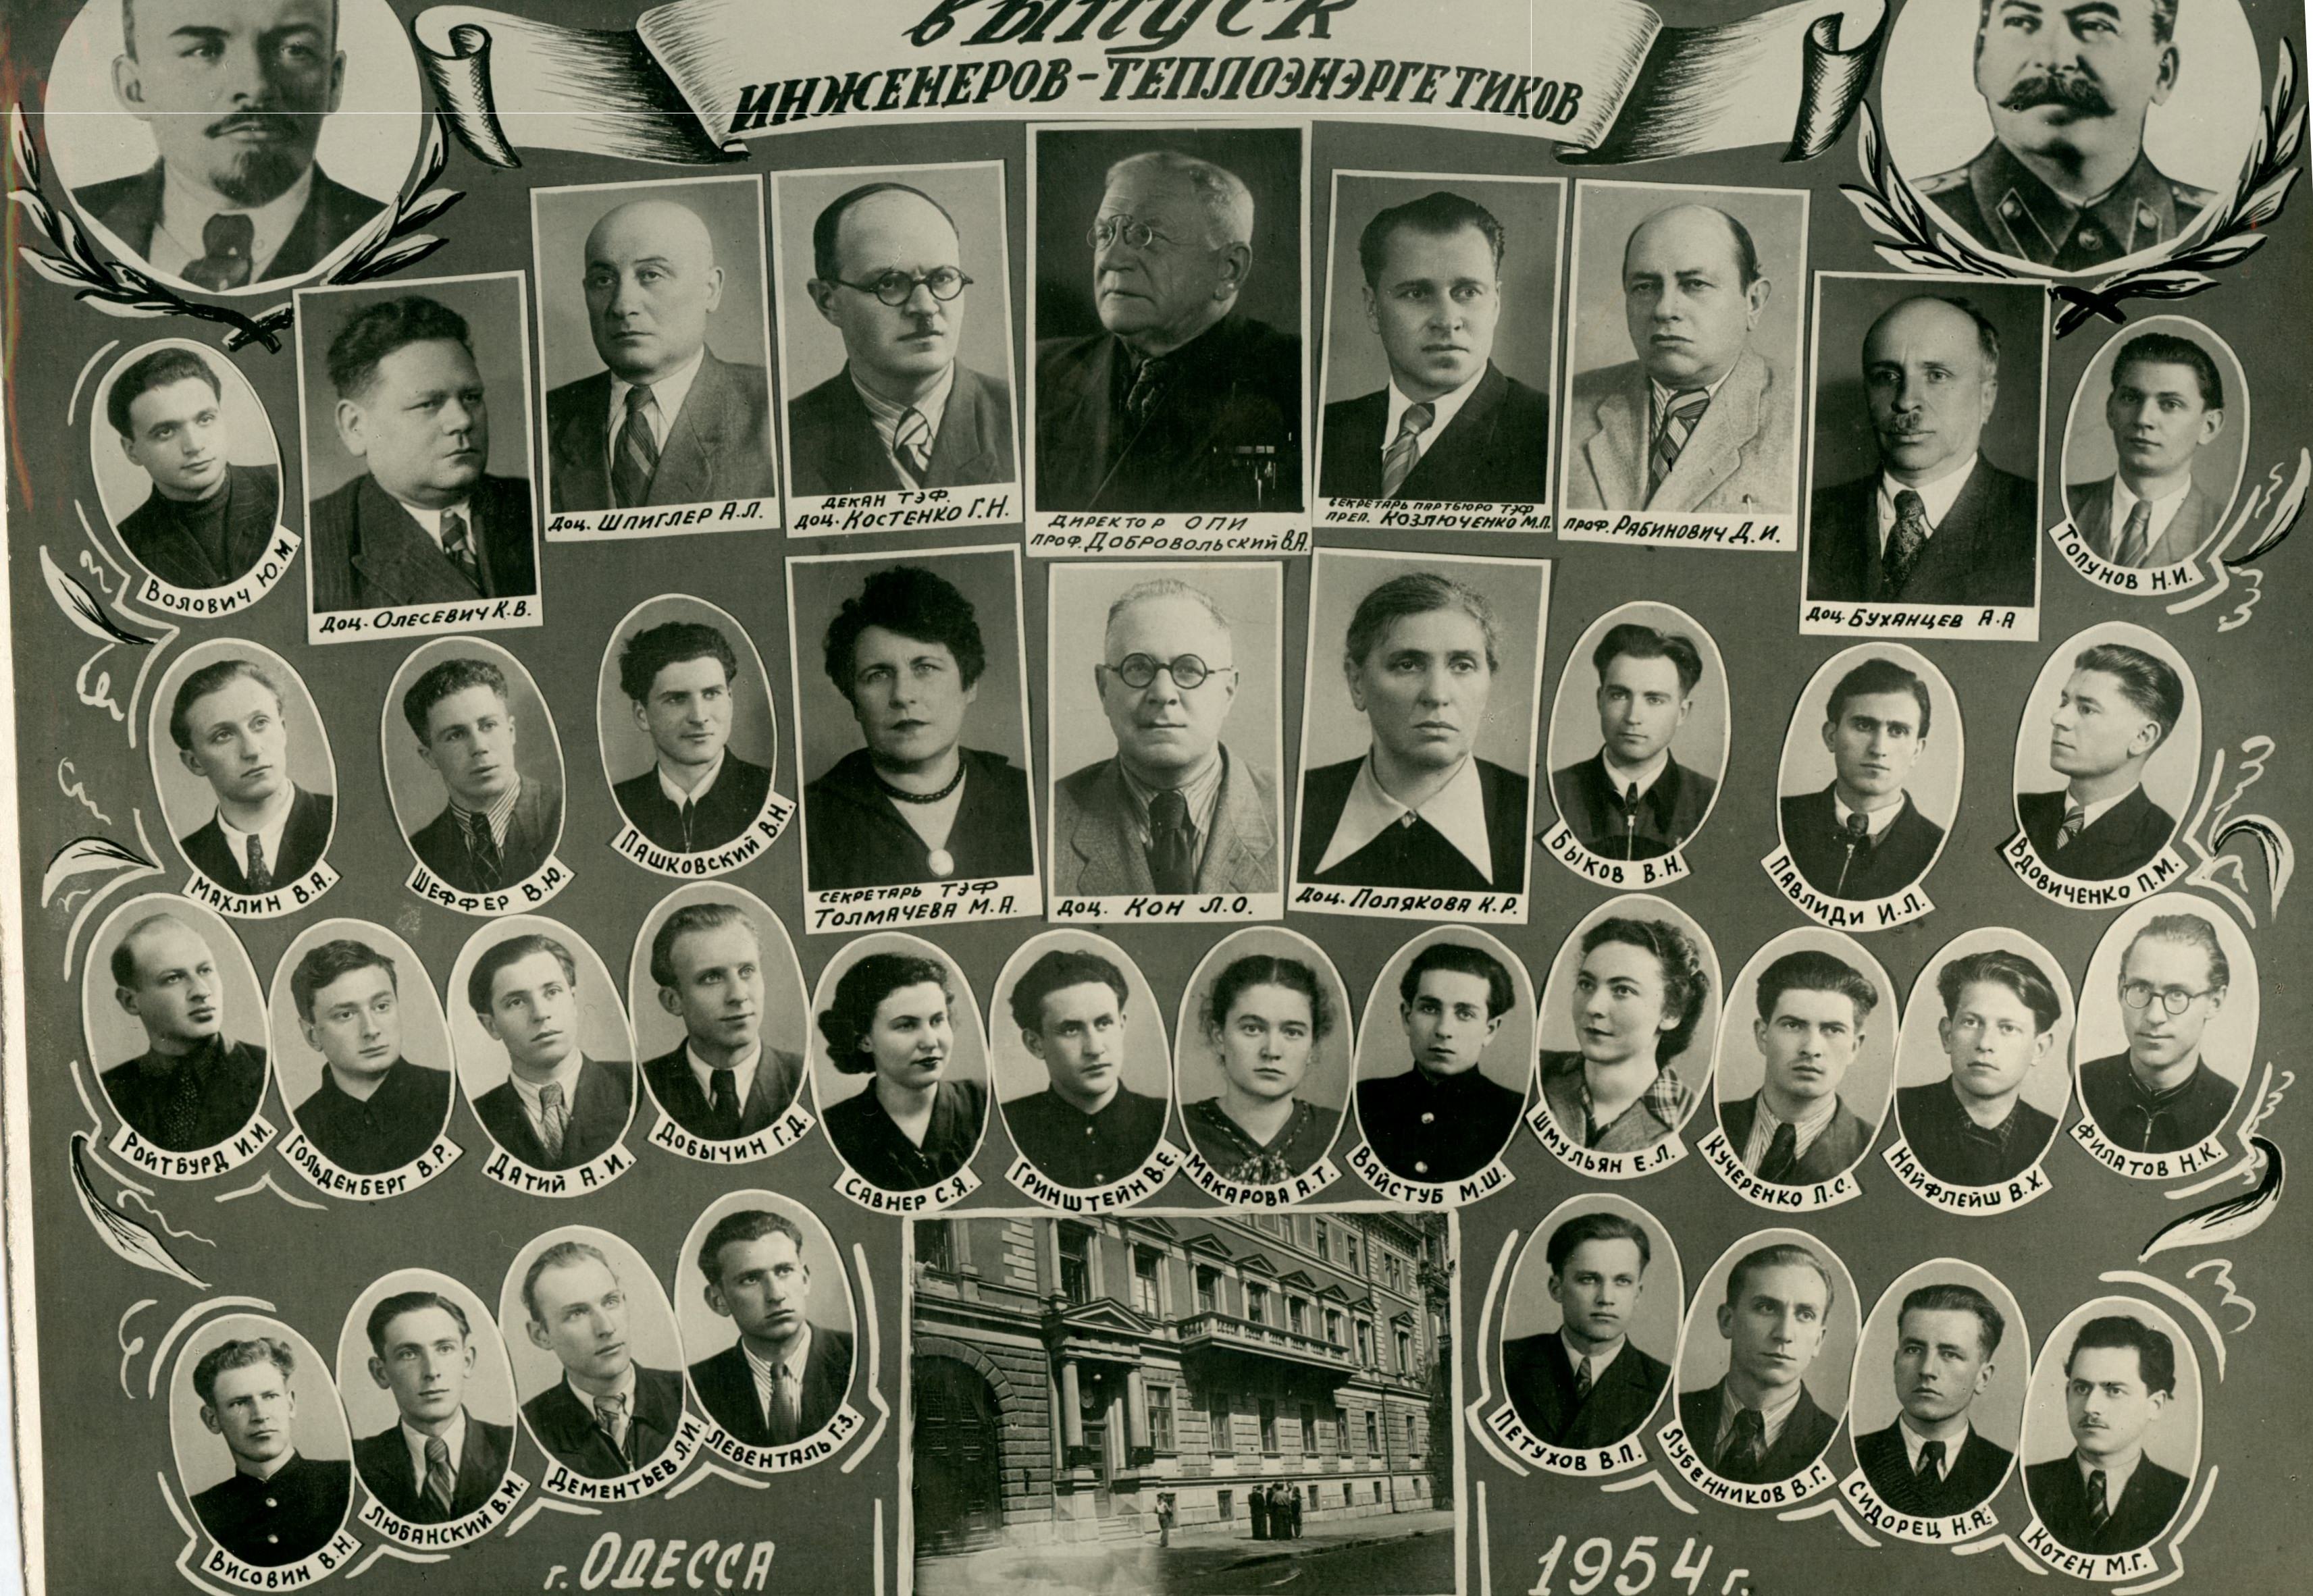 ВЫПУСК
ИНЖЕНЕРОВ-ТЕПЛОЭНЭРГЕТИКОВ
Доц. ШПИГЛЕР А.Л.
ДЕКАН ТЭФ.
Доц. КОСТЕНКО Г.Н.
ДИРЕКТОР ОПИ
ПРОФ. ДОБРОВОЛЬСКИЙ В.А.
СЕКРЕТАРЬ ПАРТБЮРО ТЭФ
ПРЕП. КОЗЛЮЧЕНКО М.П.
ПРОФ. РАБИНОВИЧ Д.И.
ВОЛОВИЧ Ю.М.
Доц. ОЛЕСЕВИЧ К.В.
Доц. БУХАНЦЕВ А.А
ТОПУНОВ Н.И.
МАХЛИН В.А.
ШЕФФЕР В.Ю.
ПАШКОВСКИЙ В.Н.
СЕКРЕТАРЬ ТЭФ
ТОЛМАЧЕВА М.А.
Доц. КОН Л.О.
Доц. ПОЛЯКОВА К.Р.
БЫКОВ В.Н.
ПАВЛИДИ И.Л.
ВДОВИЧЕНКО П.М.
РОЙТБУРД И.И.
ГОЛЬДЕНБЕРГ В.Р.
ДАТИЙ А.И.
ДОБЫЧИН Г.Д.
САВНЕР С.Я.
ГРИНШТЕЙН В.Е.
МАКАРОВА А.Т.
ВАЙСТУБ М.Ш.
ШМУЛЬЯН Е.Л.
КУЧЕРЕНКО Л.С.
НАЙФЛЕЙШ В.Х.
ФИЛАТОВ Н.К.
ВИСОВИН В.Н.
ЛЮБАНСКИЙ В.М.
ДЕМЕНТЬЕВ Л.И.
ЛЕВЕНТАЛЬ Г.З.
ПЕТУХОВ В.П.
ЛУБЕННИКОВ В.Г.
СИДОРЕЦ Н.А.
КОТЕН М.Г.
г. ОДЕССА
1954 г.